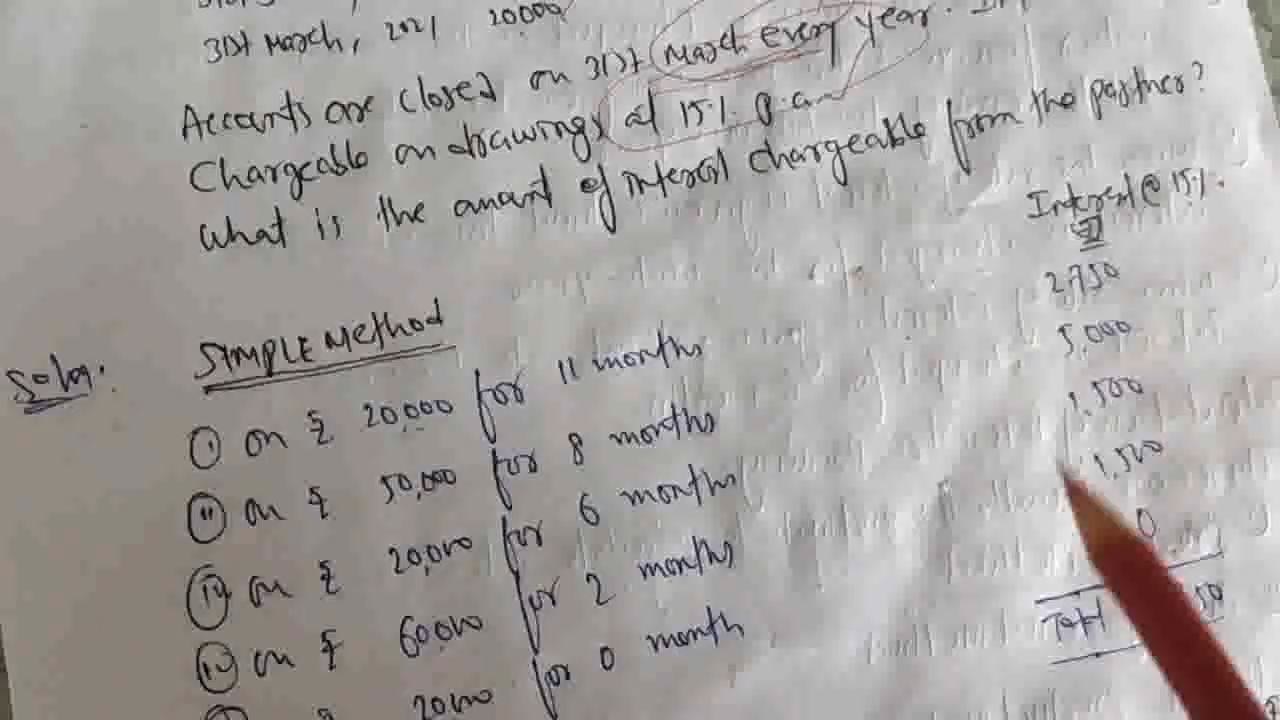 31st March, 2021 20000
Accounts are closed on 31st March every year.
Chargeable on drawings at 15% p.a
What is the amount of interest chargeable from the partner?
Interest @ 15%.
Soln. SIMPLE METHOD
(i) on ₹ 20,000 for 11 months 2,750
(ii) on ₹ 50,000 for 8 months 5,000
on ₹ 20,000 for 6 months 1,500
(iv) on ₹ 60,000 for 2 months 1,500
₹ 20000 for 0 month 0
Total 50